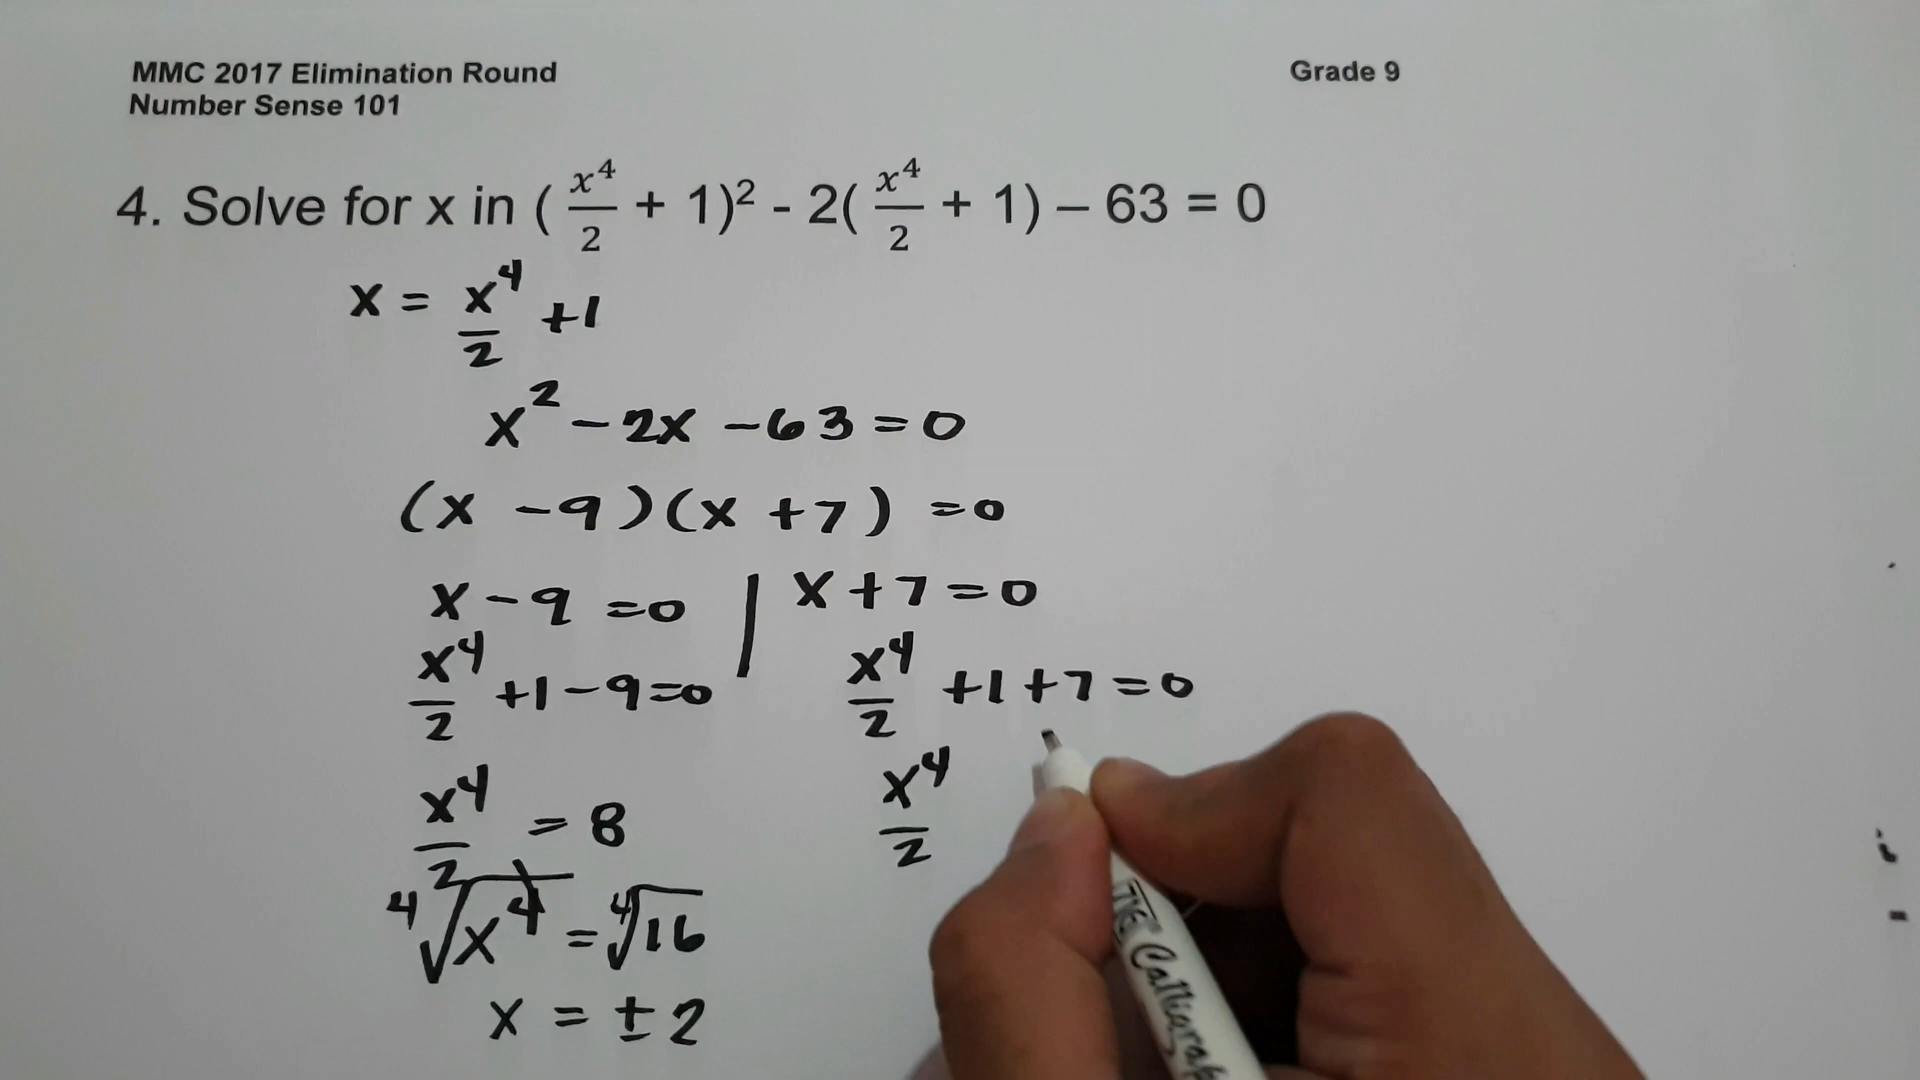 MMC 2017 Elimination Round
Grade 9
Number Sense 101
4. Solve for x in ( x⁴/2 + 1)² - 2( x⁴/2 + 1) – 63 = 0
x = x⁴/2 +1
x² - 2x - 63 = 0
(x - 9)(x + 7) = 0
x - 9 = 0 | x + 7 = 0
x⁴/2 + 1 - 9 = 0 x⁴/2 + 1 + 7 = 0
x⁴/2 = 8 x⁴/2
⁴√x⁴ = ⁴√16
x = ± 2